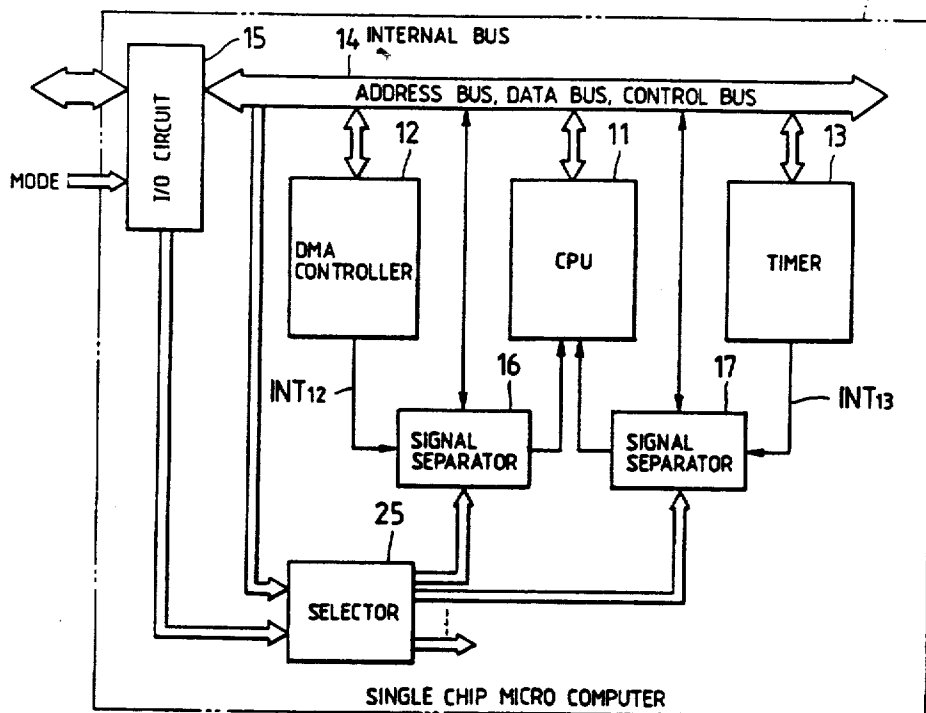 15
14 INTERNAL BUS
ADDRESS BUS, DATA BUS, CONTROL BUS
I/O CIRCUIT
MODE
12
11
13
DMA
CONTROLLER
CPU
TIMER
INT12
16
17
INT13
SIGNAL
SEPARATOR
SIGNAL
SEPARATOR
25
SELECTOR
SINGLE CHIP MICRO COMPUTER